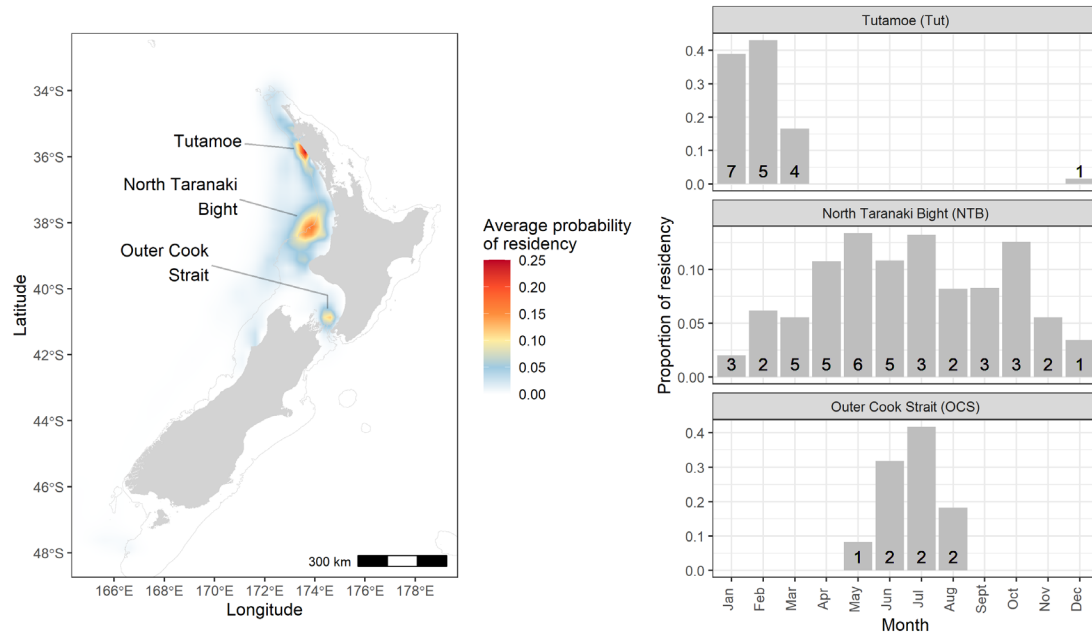 34°S
36°S
38°S
40°S
42°S
44°S
46°S
48°S
Latitude
Tutamoe
North Taranaki
Bight
Outer Cook
Strait
300 km
166°E 168°E 170°E 172°E 174°E 176°E 178°E
Longitude
Average probability
of residency
0.25
0.20
0.15
0.10
0.05
0.00
Proportion of residency
Tutamoe (Tut)
0.4
0.3
0.2
0.1
0.0
7 5 4 1
North Taranaki Bight (NTB)
0.10
0.05
0.00
3 2 5 5 6 5 3 2 3 3 2 1
Outer Cook Strait (OCS)
0.4
0.3
0.2
0.1
0.0
1 2 2 2
Jan Feb Mar Apr May Jun Jul Aug Sept Oct Nov Dec
Month